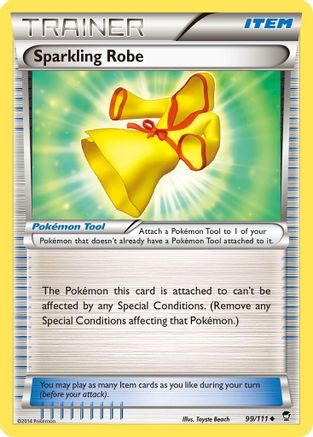 TRAINER
ITEM
Sparkling Robe
Pokémon Tool
Attach a Pokémon Tool to 1 of your
Pokémon that doesn't already have a Pokémon Tool attached to it.
The Pokémon this card is attached to can't be
affected by any Special Conditions. (Remove any
Special Conditions affecting that Pokémon.)
You may play as many Item cards as you like during your turn
(before your attack).
©2014 Pokémon
Illus. Toyste Beach
99/111